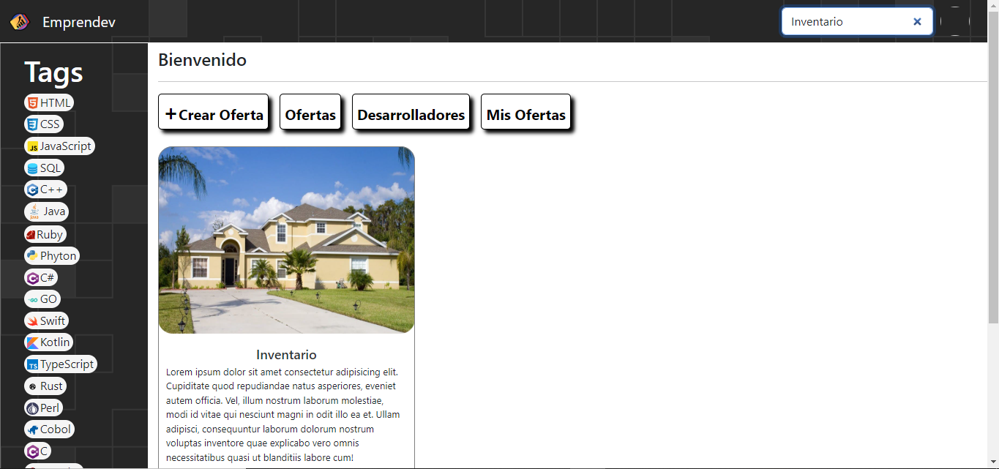 Emprendev
Inventario
Tags
HTML
CSS
JavaScript
SQL
C++
Java
Ruby
Phyton
C#
GO
Swift
Kotlin
TypeScript
Rust
Perl
Cobol
C
Bienvenido
+Crear Oferta
Ofertas
Desarrolladores
Mis Ofertas
Inventario
Lorem ipsum dolor sit amet consectetur adipisicing elit.
Cupiditate quod repudiandae natus asperiores, eveniet
autem officia. Vel, illum nostrum laborum molestiae,
modi id vitae qui nesciunt magni in odit illo ea et. Ullam
adipisci, consequuntur laborum dolorum nostrum
voluptas inventore quae explicabo vero omnis
necessitatibus quasi ut blanditiis labore cum!